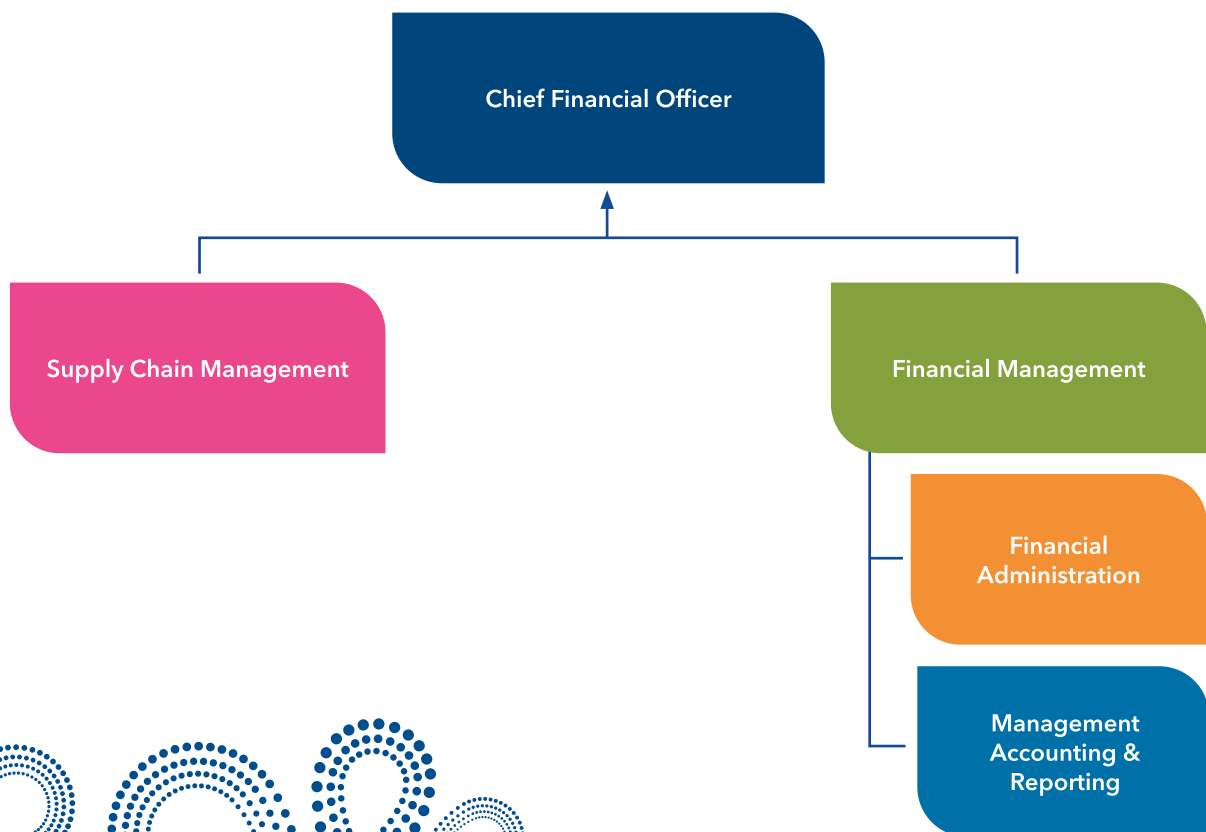 Chief Financial Officer
Supply Chain Management
Financial Management
Financial
Administration
Management
Accounting &
Reporting